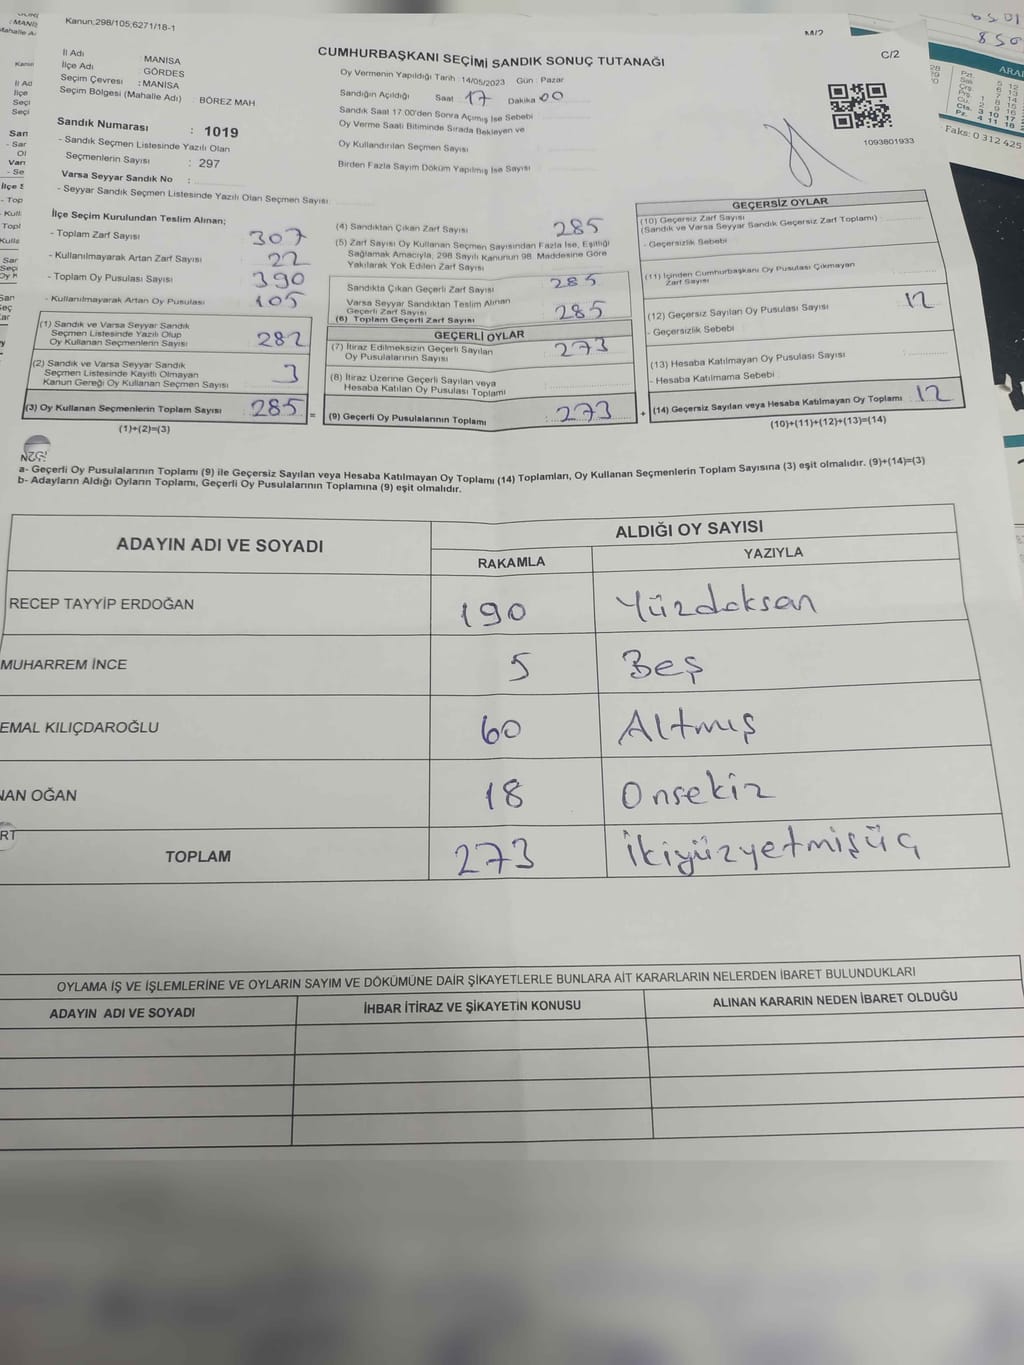 Kanun;298/105;6271/18-1
CUMHURBAŞKANI SEÇİMİ SANDIK SONUÇ TUTANAĞI
C/2
İl Adı : MANİSA
İlçe Adı : GÖRDES
Seçim Çevresi : MANİSA
Seçim Bölgesi (Mahalle Adı) : BÖREZ MAH
Sandık Numarası : 1019
- Sandık Seçmen Listesinde Yazılı Olan
Seçmenlerin Sayısı : 297
Varsa Seyyar Sandık No :
- Seyyar Sandık Seçmen Listesinde Yazılı Olan Seçmen Sayısı:
Oy Vermenin Yapıldığı Tarih : 14/05/2023 Gün : Pazar
Sandığın Açıldığı Saat 17 Dakika 00
Sandık Saat 17:00'den Sonra Açımış İse Sebebi
Oy Verme Saati Bitiminde Sırada Bekleyen ve
Oy Kullandırılan Seçmen Sayısı
Birden Fazla Sayım Döküm Yapılmış İse Sayısı
1093801933
Faks: 0 312 425
İlçe Seçim Kurulundan Teslim Alınan;
- Toplam Zarf Sayısı 307
- Kullanılmayarak Artan Zarf Sayısı 22
- Toplam Oy Pusulası Sayısı 390
- Kullanılmayarak Artan Oy Pusulası 105
(1) Sandık ve Varsa Seyyar Sandık
Seçmen Listesinde Yazılı Olup
Oy Kullanan Seçmenlerin Sayısı 282
(2) Sandık ve Varsa Seyyar Sandık
Seçmen Listesinde Kayıtlı Olmayan
Kanun Gereği Oy Kullanan Seçmen Sayısı 3
(3) Oy Kullanan Seçmenlerin Toplam Sayısı 285 =
(1)+(2)=(3)
(4) Sandıktan Çıkan Zarf Sayısı 285
(5) Zarf Sayısı Oy Kullanan Seçmen Sayısından Fazla İse, Eşitliği
Sağlamak Amacıyla, 298 Sayılı Kanunun 98. Maddesine Göre
Yakılarak Yok Edilen Zarf Sayısı
Sandıkta Çıkan Geçerli Zarf Sayısı 285
Varsa Seyyar Sandıktan Teslim Alınan
Geçerli Zarf Sayısı
(6) Toplam Geçerli Zarf Sayısı 285
GEÇERLİ OYLAR
(7) İtiraz Edilmeksizin Geçerli Sayılan
Oy Pusulalarının Sayısı 273
(8) İtiraz Üzerine Geçerli Sayılan veya
Hesaba Katılan Oy Pusulası Toplamı
(9) Geçerli Oy Pusulalarının Toplamı : 273 +
GEÇERSİZ OYLAR
(10) Geçersiz Zarf Sayısı
(Sandık ve Varsa Seyyar Sandık Geçersiz Zarf Toplamı)
- Geçersizlik Sebebi
(11) İçinden Cumhurbaşkanı Oy Pusulası Çıkmayan
Zarf Sayısı
(12) Geçersiz Sayılan Oy Pusulası Sayısı 12
- Geçersizlik Sebebi
(13) Hesaba Katılmayan Oy Pusulası Sayısı
- Hesaba Katılmama Sebebi :
(14) Geçersiz Sayılan veya Hesaba Katılmayan Oy Toplamı : 12
(10)+(11)+(12)+(13)=(14)
a- Geçerli Oy Pusulalarının Toplamı (9) ile Geçersiz Sayılan veya Hesaba Katılmayan Oy Toplamı (14) Toplamları, Oy Kullanan Seçmenlerin Toplam Sayısına (3) eşit olmalıdır. (9)+(14)=(3)
b- Adayların Aldığı Oyların Toplamı, Geçerli Oy Pusulalarının Toplamına (9) eşit olmalıdır.
ADAYIN ADI VE SOYADI
ALDIĞI OY SAYISI
RAKAMLA YAZIYLA
RECEP TAYYİP ERDOĞAN 190 Yüzdoksan
MUHARREM İNCE 5 Beş
EMAL KILIÇDAROĞLU 60 Altmış
NAN OĞAN 18 Onsekiz
TOPLAM 273 İkiyüzyetmişüç
OYLAMA İŞ VE İŞLEMLERİNE VE OYLARIN SAYIM VE DÖKÜMÜNE DAİR ŞİKAYETLERLE BUNLARA AİT KARARLARIN NELERDEN İBARET BULUNDUKLARI
ADAYIN ADI VE SOYADI İHBAR İTİRAZ VE ŞİKAYETİN KONUSU ALINAN KARARIN NEDEN İBARET OLDUĞU